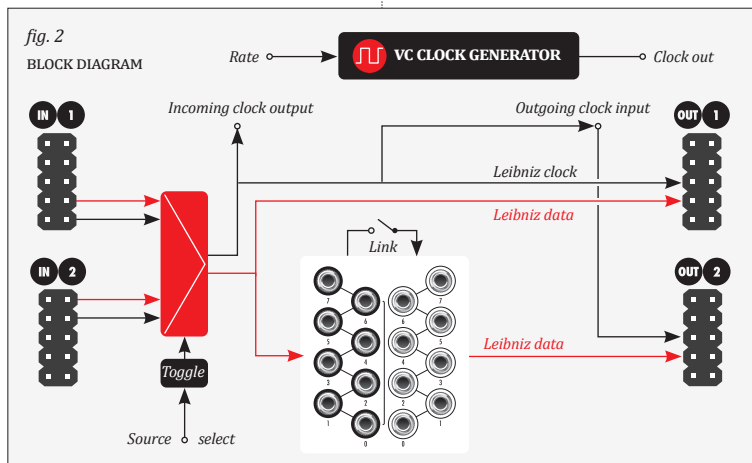 fig. 2
BLOCK DIAGRAM
Rate
VC CLOCK GENERATOR
Clock out
IN 1
Incoming clock output
Outgoing clock input
OUT 1
Leibniz clock
Leibniz data
Link
IN 2
OUT 2
7 7
6 6
5 5
4 4
3 3
2 2
1 1
0 0
Leibniz data
Toggle
Source select